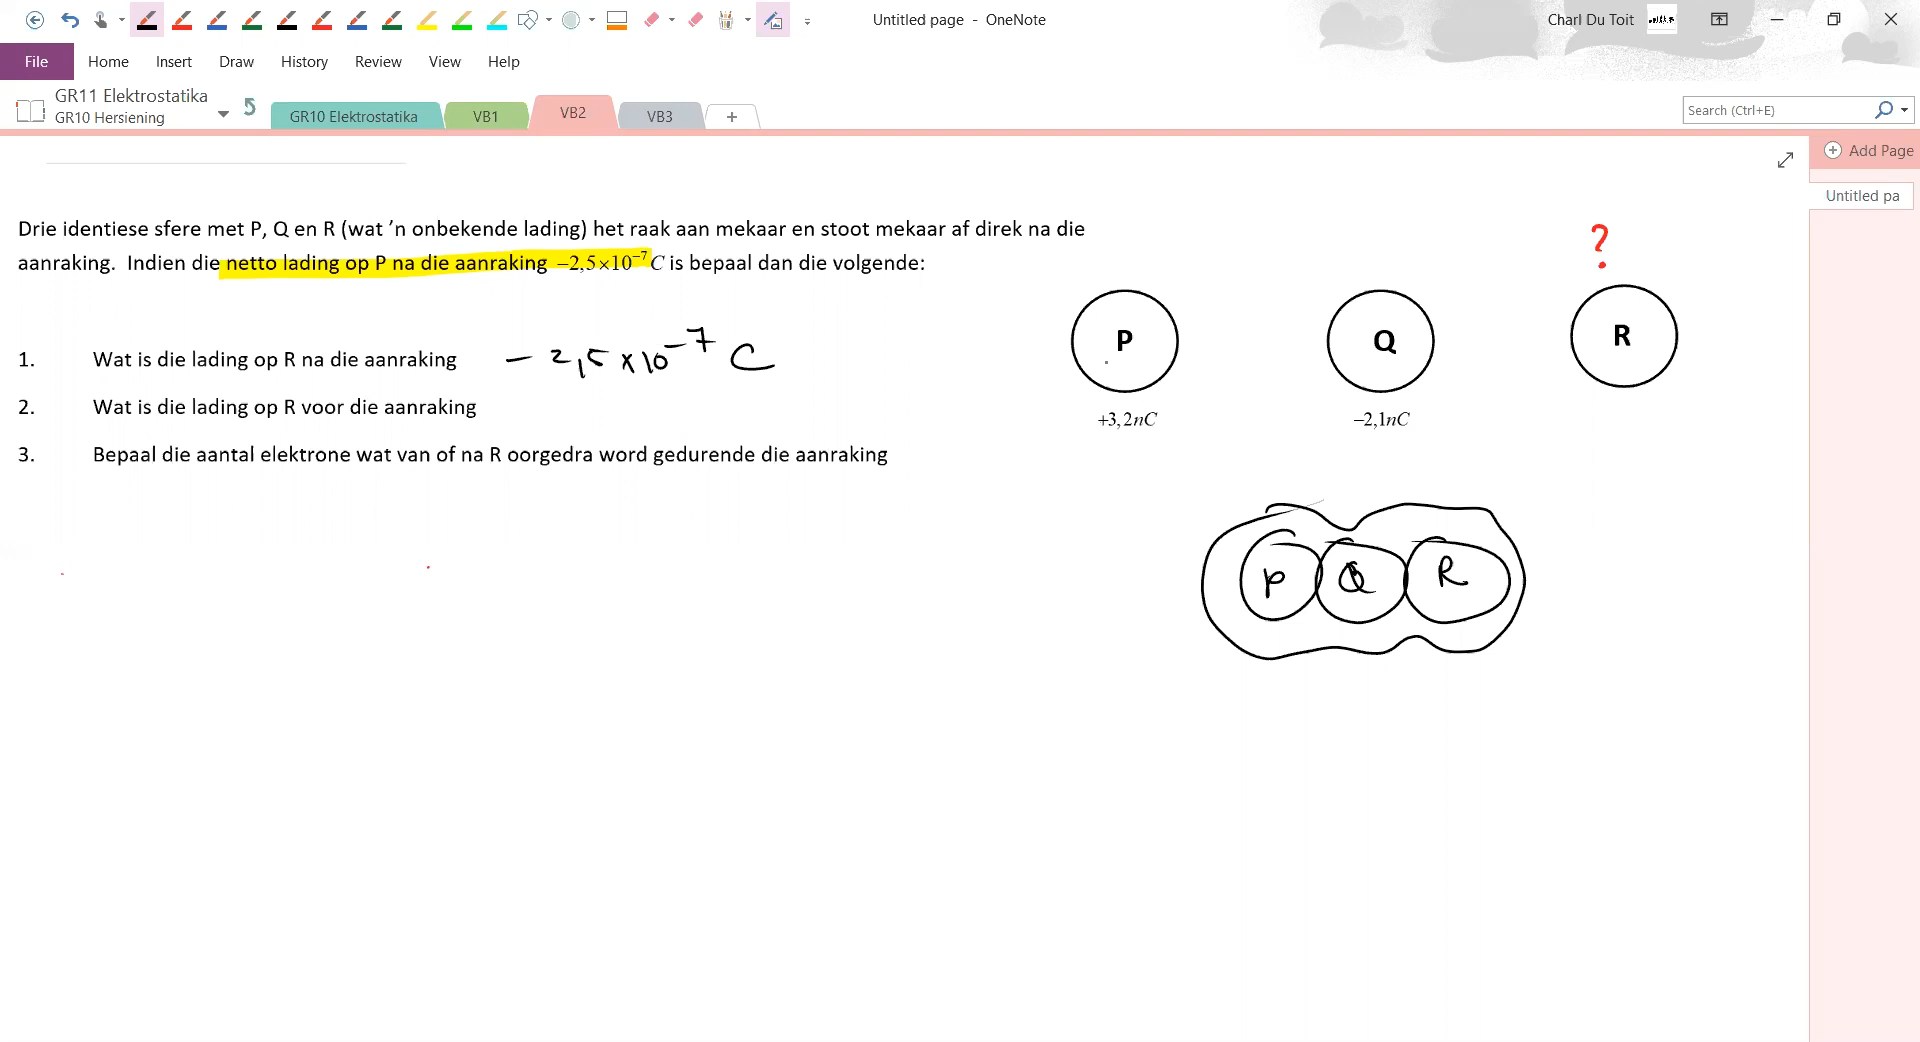 Untitled page - OneNote
Charl Du Toit
File Home Insert Draw History Review View Help
GR11 Elektrostatika
GR10 Hersiening
GR10 Elektrostatika VB1 VB2 VB3 +
Search (Ctrl+E)
Add Page
Untitled pa
Drie identiese sfere met P, Q en R (wat ’n onbekende lading) het raak aan mekaar en stoot mekaar af direk na die
aanraking. Indien die netto lading op P na die aanraking −2,5×10⁻⁷C is bepaal dan die volgende:
?
P Q R
+3,2nC −2,1nC
1. Wat is die lading op R na die aanraking − 2,5 × 10⁻⁷ C
2. Wat is die lading op R voor die aanraking
3. Bepaal die aantal elektrone wat van of na R oorgedra word gedurende die aanraking
P Q R